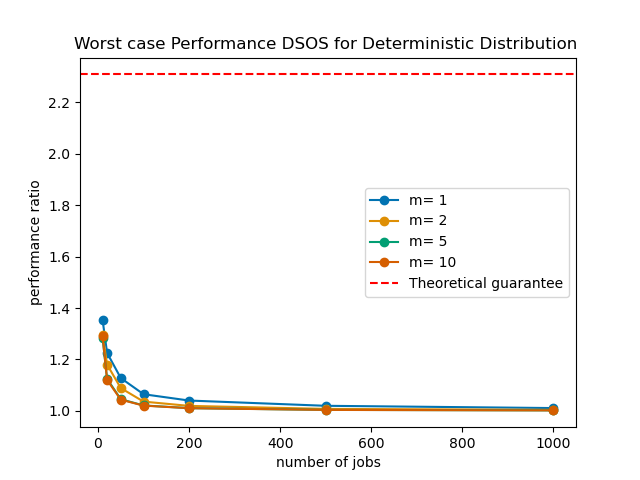 Worst case Performance DSOS for Deterministic Distribution
performance ratio
2.2
2.0
1.8
1.6
1.4
1.2
1.0
m= 1
m= 2
m= 5
m= 10
Theoretical guarantee
0 200 400 600 800 1000
number of jobs